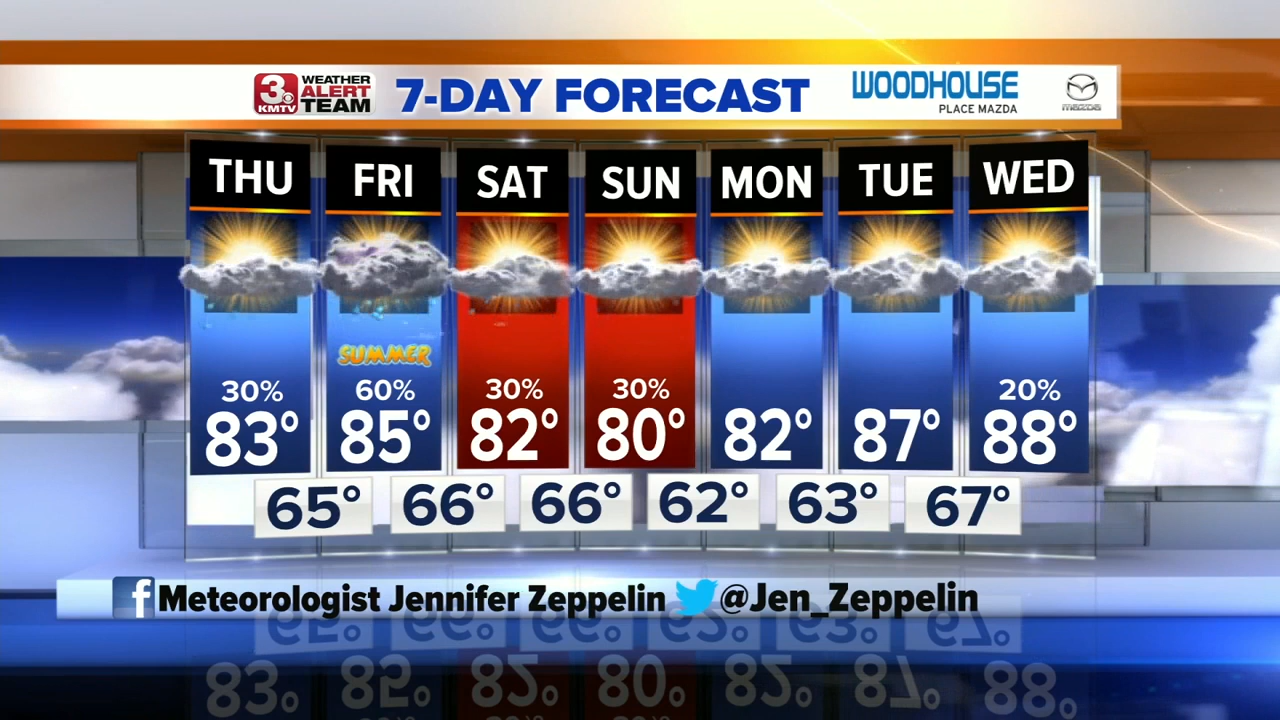 3 KMTV WEATHER ALERT TEAM 7-DAY FORECAST WOODHOUSE PLACE MAZDA
THU FRI SAT SUN MON TUE WED
SUMMER
30% 60% 30% 30% 20%
83° 85° 82° 80° 82° 87° 88°
65° 66° 66° 62° 63° 67°
f Meteorologist Jennifer Zeppelin @Jen_Zeppelin